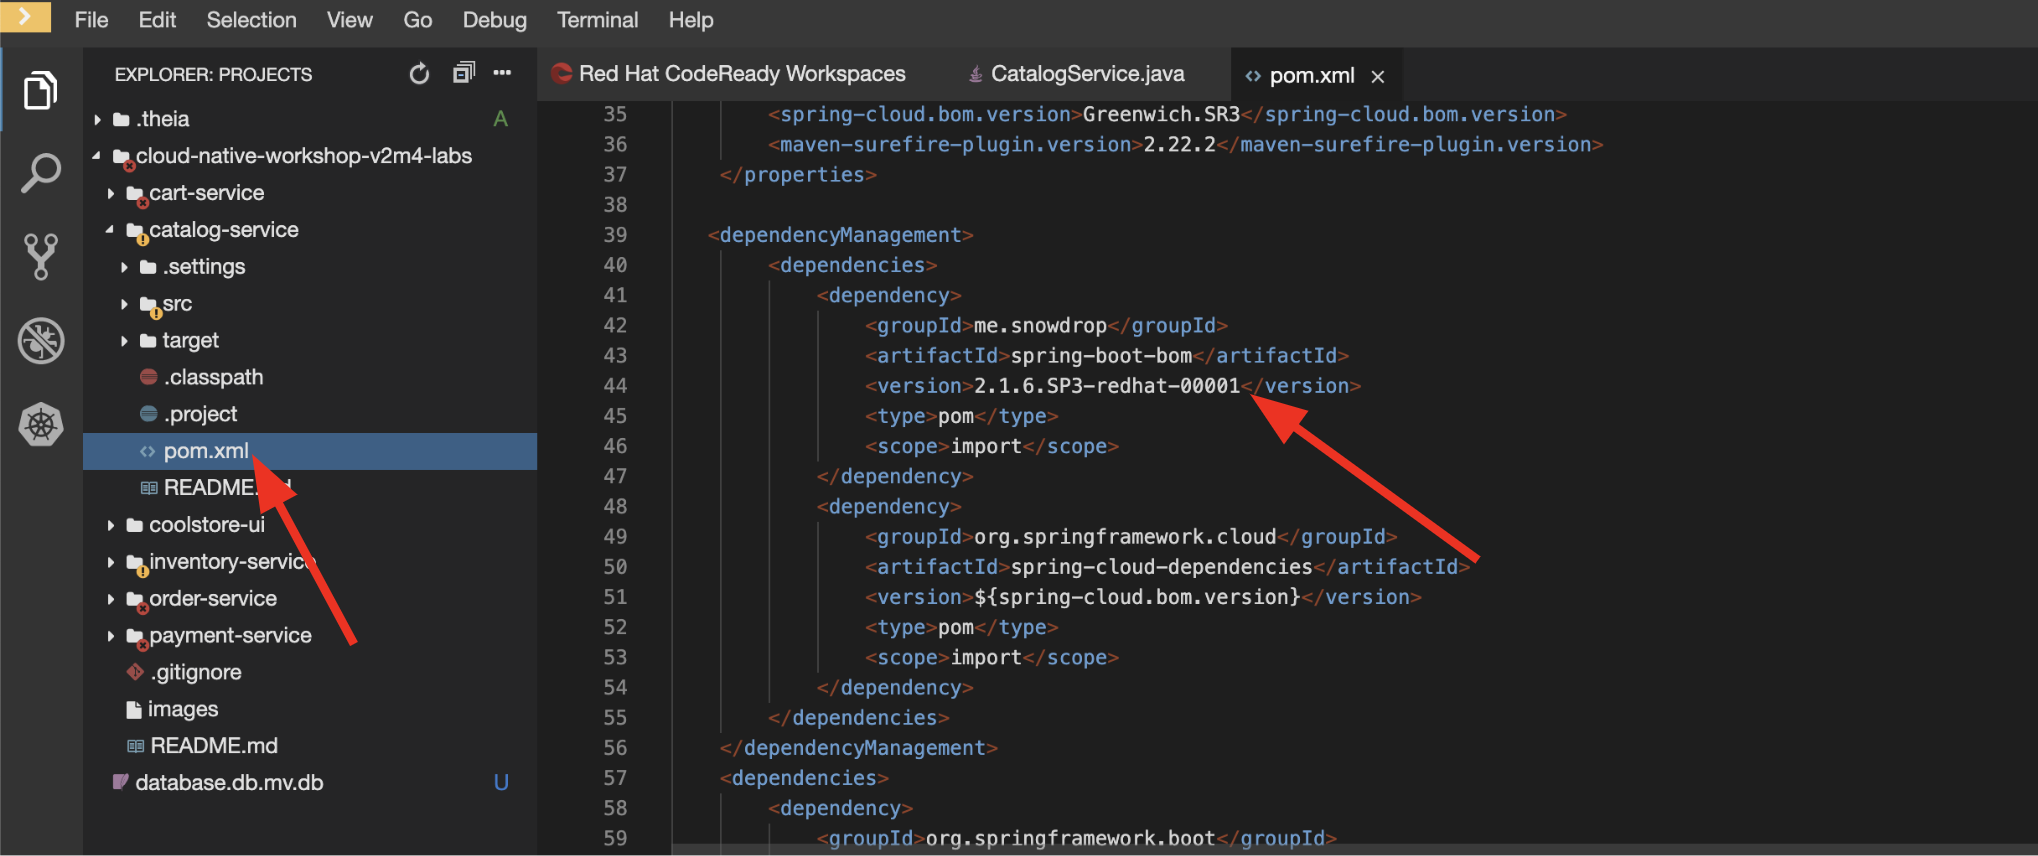 File Edit Selection View Go Debug Terminal Help
EXPLORER: PROJECTS
.theia A
cloud-native-workshop-v2m4-labs
cart-service
catalog-service
.settings
src
target
.classpath
.project
pom.xml
coolstore-ui
inventory-service
order-service
payment-service
.gitignore
images
README.md
database.db.mv.db U
Red Hat CodeReady Workspaces CatalogService.java pom.xml
35 <spring-cloud.bom.version>Greenwich.SR3</spring-cloud.bom.version>
36 <maven-surefire-plugin.version>2.22.2</maven-surefire-plugin.version>
37 </properties>
38
39 <dependencyManagement>
40 <dependencies>
41 <dependency>
42 <groupId>me.snowdrop</groupId>
43 <artifactId>spring-boot-bom</artifactId>
44 <version>2.1.6.SP3-redhat-00001</version>
45 <type>pom</type>
46 <scope>import</scope>
47 </dependency>
48 <dependency>
49 <groupId>org.springframework.cloud</groupId>
50 <artifactId>spring-cloud-dependencies</artifactId>
51 <version>${spring-cloud.bom.version}</version>
52 <type>pom</type>
53 <scope>import</scope>
54 </dependency>
55 </dependencies>
56 </dependencyManagement>
57 <dependencies>
58 <dependency>
59 <groupId>org.springframework.boot</groupId>